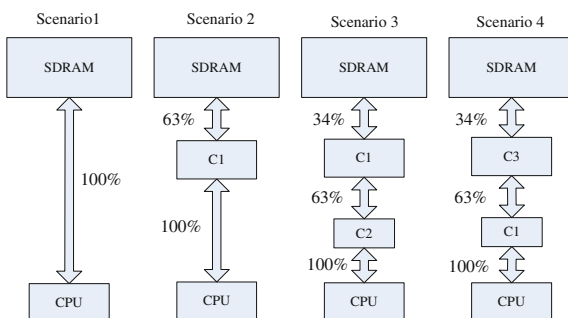 Scenario1 Scenario 2 Scenario 3 Scenario 4
SDRAM SDRAM SDRAM SDRAM
63% 34% 34%
C1 C1 C3
100%
63% 63%
100%
C2 C1
100% 100%
CPU CPU CPU CPU